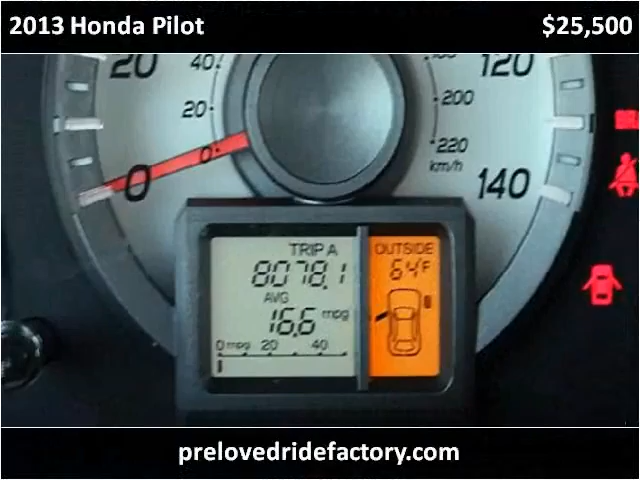 2013 Honda Pilot $25,500
20 40 120
20 200
0 0 220
km/h 140
TRIP A OUTSIDE
8078.1 64°F
AVG
16.6 mpg
0 mpg 20 40
prelovedridefactory.com